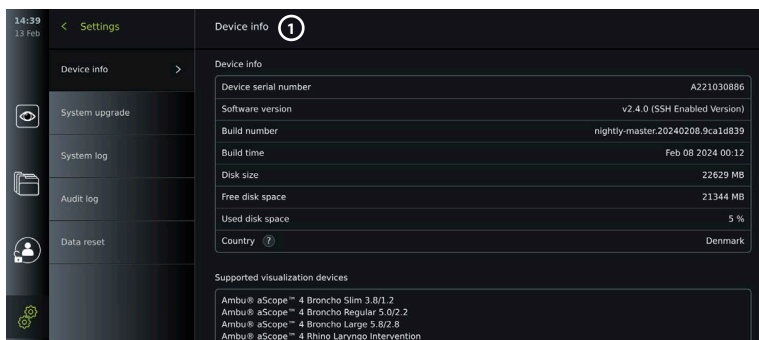 14:39
13 Feb
< Settings
Device info 1
Device info >
System upgrade
System log
Audit log
Data reset
Device info
Device serial number A221030886
Software version v2.4.0 (SSH Enabled Version)
Build number nightly-master.20240208.9ca1d839
Build time Feb 08 2024 00:12
Disk size 22629 MB
Free disk space 21344 MB
Used disk space 5 %
Country ? Denmark
Supported visualization devices
Ambu® aScope™ 4 Broncho Slim 3.8/1.2
Ambu® aScope™ 4 Broncho Regular 5.0/2.2
Ambu® aScope™ 4 Broncho Large 5.8/2.8
Ambu® aScope™ 4 Rhino Laryngo Intervention